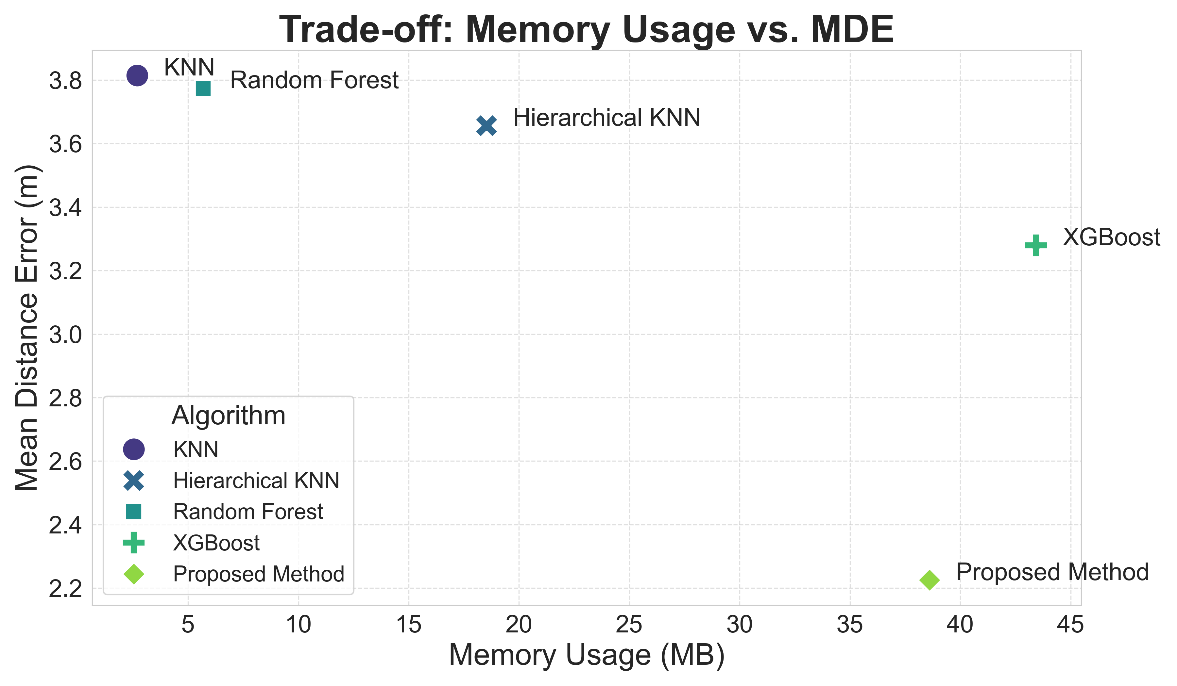 Trade-off: Memory Usage vs. MDE
Mean Distance Error (m)
3.8
3.6
3.4
3.2
3.0
2.8
2.6
2.4
2.2
KNN
Random Forest
Hierarchical KNN
XGBoost
Proposed Method
Algorithm
KNN
Hierarchical KNN
Random Forest
XGBoost
Proposed Method
5 10 15 20 25 30 35 40 45
Memory Usage (MB)